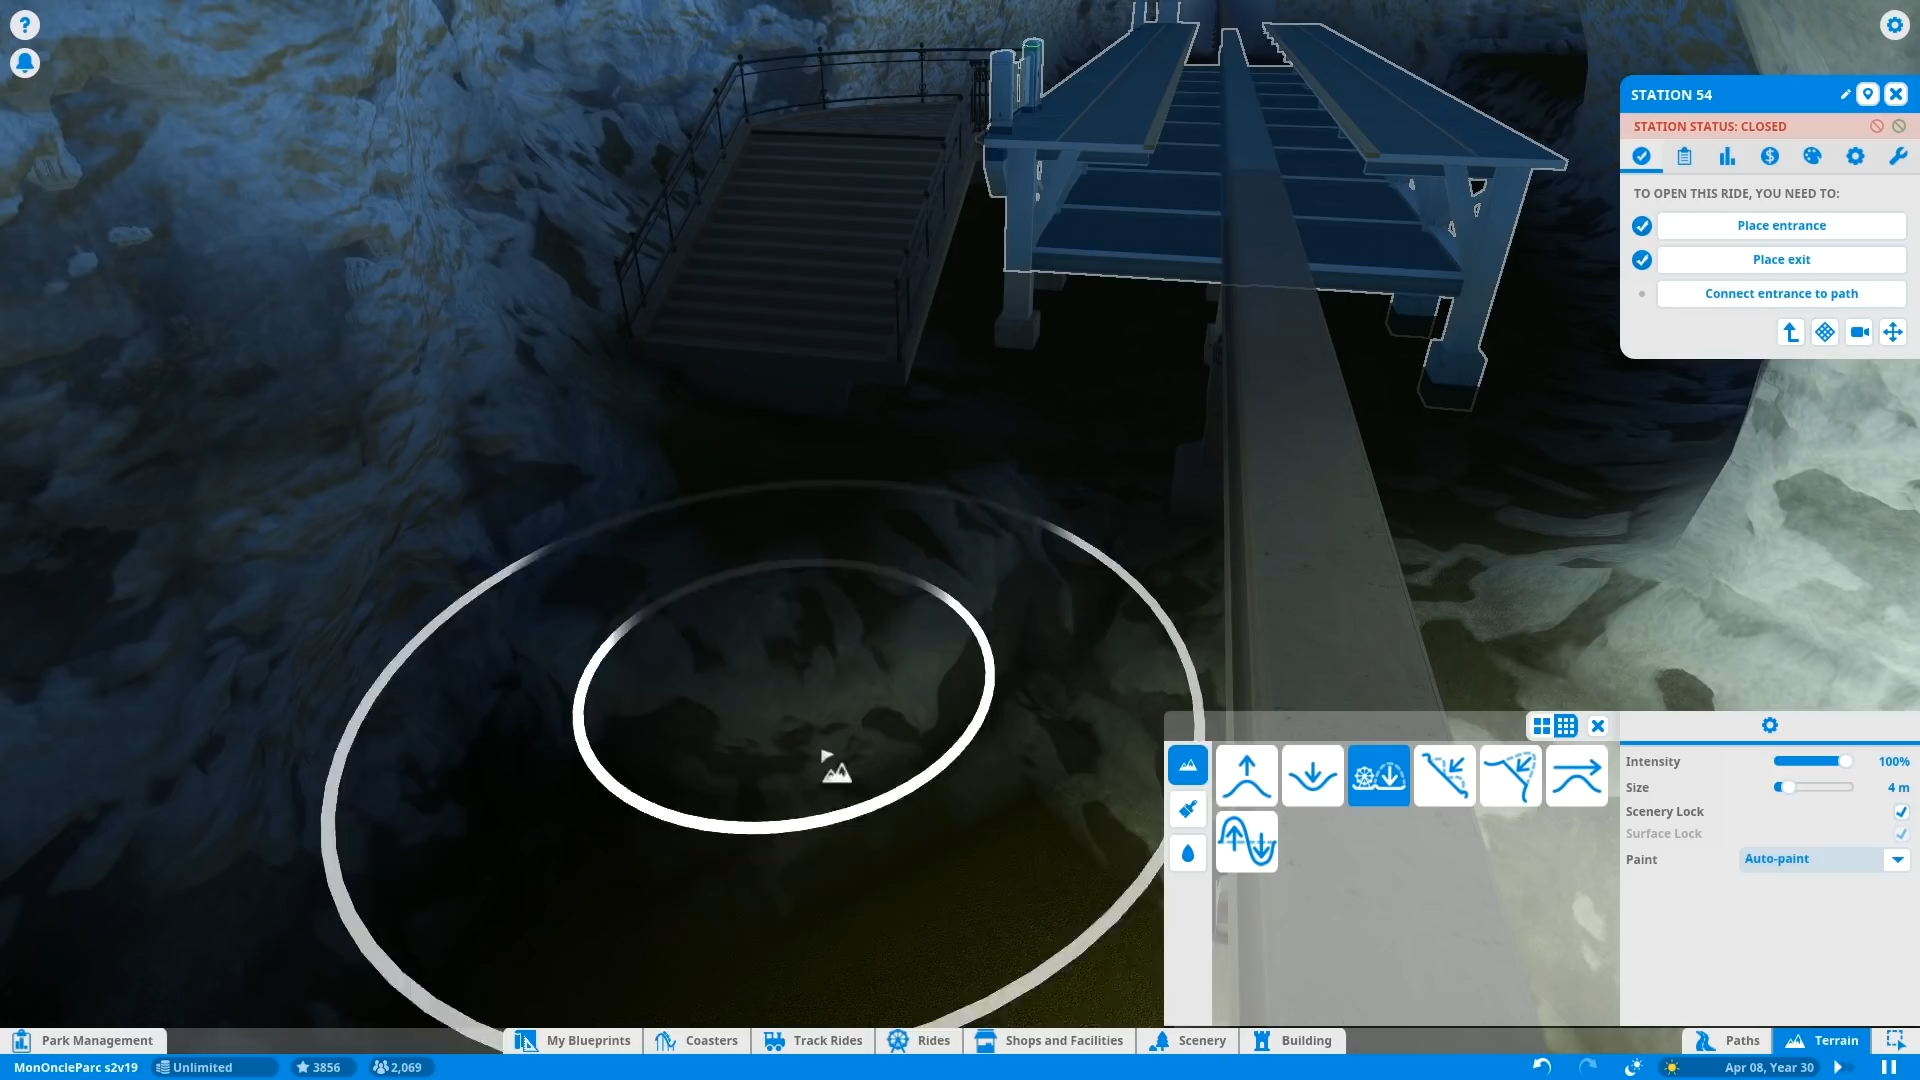 ?
STATION 54
STATION STATUS: CLOSED
TO OPEN THIS RIDE, YOU NEED TO:
Place entrance
Place exit
Connect entrance to path
Intensity 100%
Size 4 m
Scenery Lock
Surface Lock
Paint Auto-paint
Park Management My Blueprints Coasters Track Rides Rides Shops and Facilities Scenery Building Paths Terrain
MonOncleParc s2v19 Unlimited 3856 2,069 Apr 08, Year 30